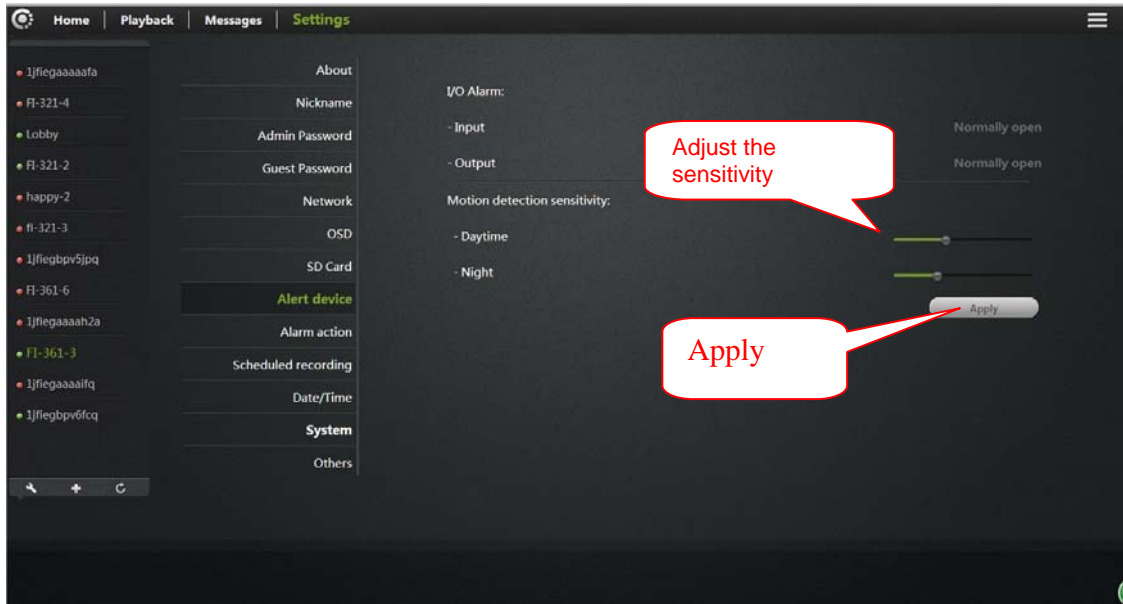 Home | Playback | Messages | Settings
1jfiegaaaaafa
FI-321-4
Lobby
FI-321-2
happy-2
fi-321-3
1jfiegbpv5jpq
FI-361-6
1jfiegaaaah2a
FI-361-3
1jfiegaaaaifq
1jfiegbpv6fcq
About
Nickname
Admin Password
Guest Password
Network
OSD
SD Card
Alert device
Alarm action
Scheduled recording
Date/Time
System
Others
I/O Alarm:
- Input Normally open
- Output Normally open
Motion detection sensitivity:
- Daytime
- Night
Apply
Adjust the
sensitivity
Apply